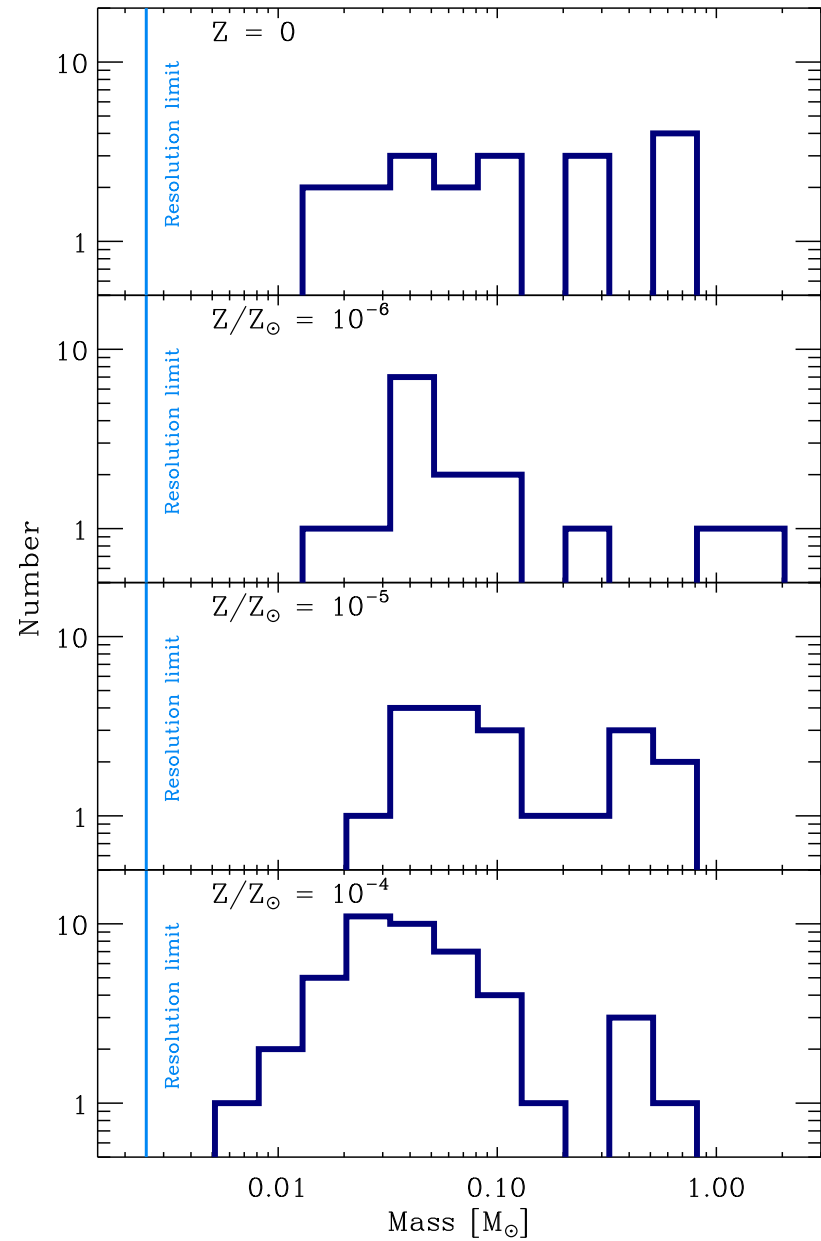 Z = 0
10
1
Resolution limit
Z/Z☉ = 10⁻⁶
10
1
Resolution limit
Number
Z/Z☉ = 10⁻⁵
10
1
Resolution limit
Z/Z☉ = 10⁻⁴
10
1
Resolution limit
0.01 0.10 1.00
Mass [M☉]